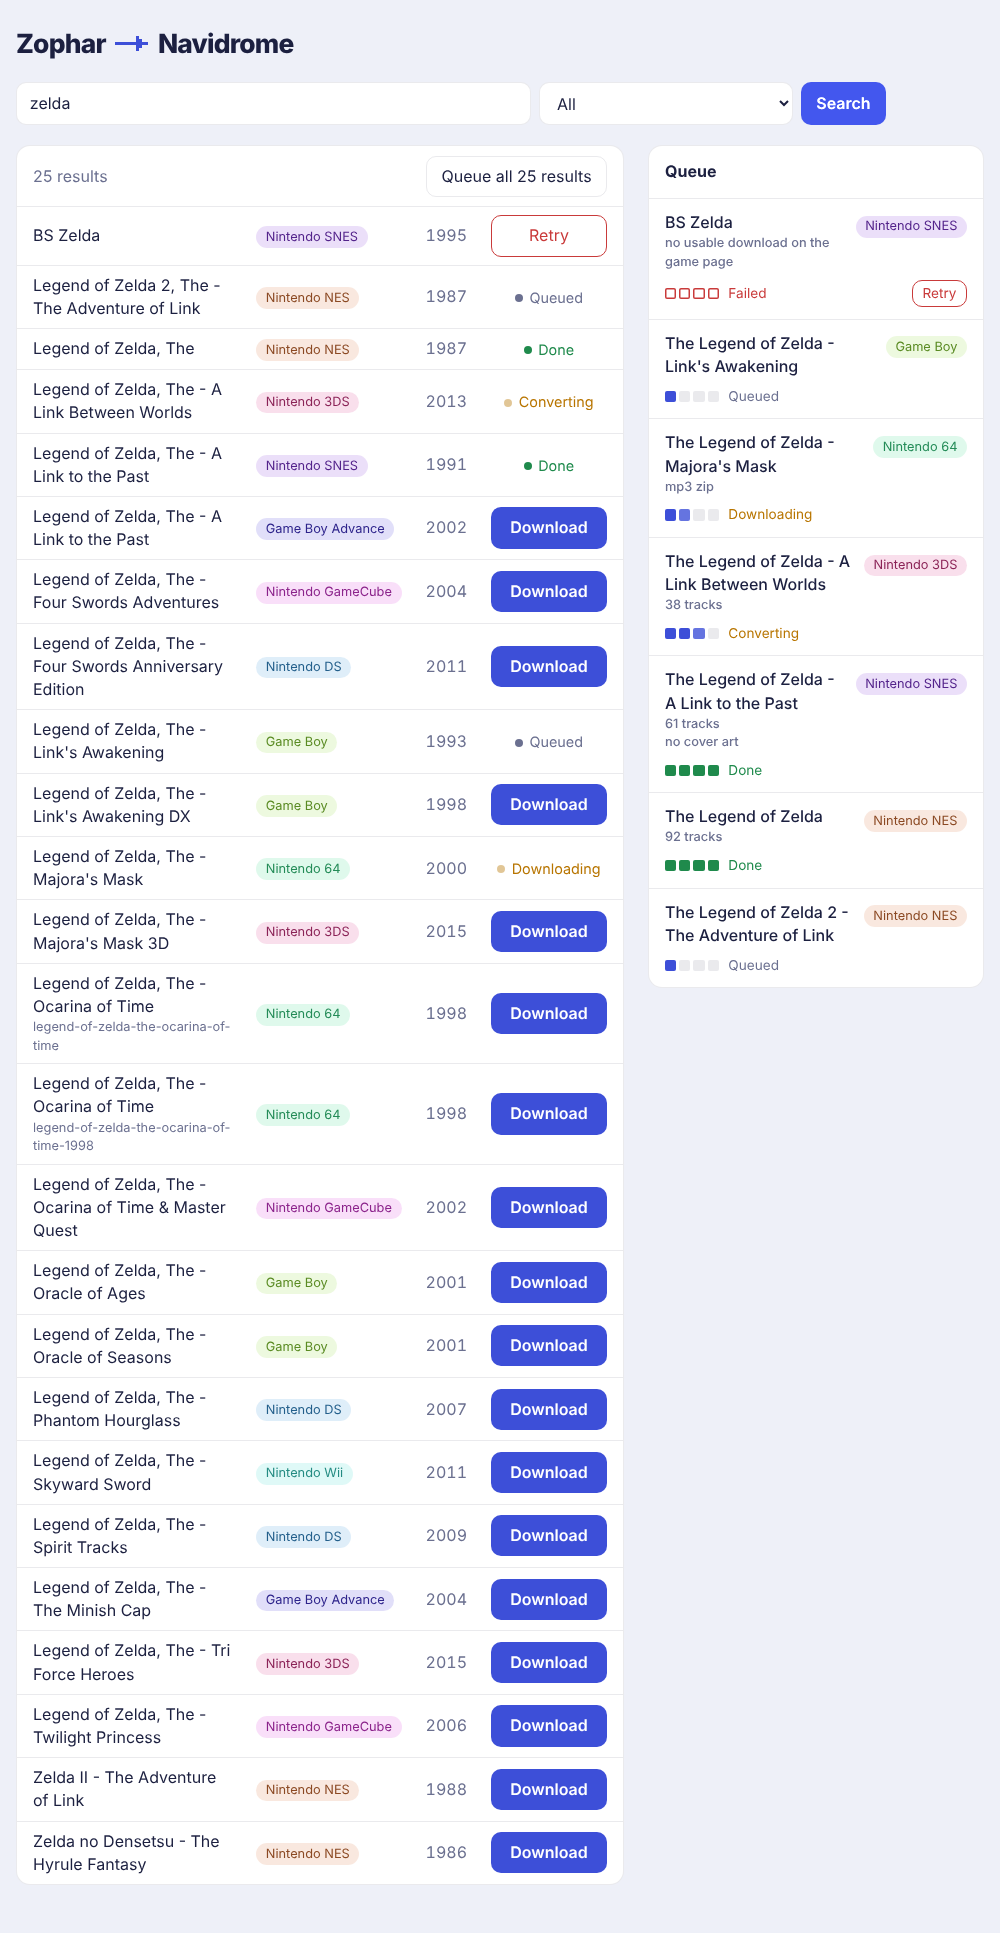 Zophar Navidrome
zelda
All
Search
25 results
Queue all 25 results
BS Zelda
Nintendo SNES
1995
Retry
Legend of Zelda 2, The -
The Adventure of Link
Nintendo NES
1987
Queued
Legend of Zelda, The
Nintendo NES
1987
Done
Legend of Zelda, The - A
Link Between Worlds
Nintendo 3DS
2013
Converting
Legend of Zelda, The - A
Link to the Past
Nintendo SNES
1991
Done
Legend of Zelda, The - A
Link to the Past
Game Boy Advance
2002
Download
Legend of Zelda, The -
Four Swords Adventures
Nintendo GameCube
2004
Download
Legend of Zelda, The -
Four Swords Anniversary
Edition
Nintendo DS
2011
Download
Legend of Zelda, The -
Link's Awakening
Game Boy
1993
Queued
Legend of Zelda, The -
Link's Awakening DX
Game Boy
1998
Download
Legend of Zelda, The -
Majora's Mask
Nintendo 64
2000
Downloading
Legend of Zelda, The -
Majora's Mask 3D
Nintendo 3DS
2015
Download
Legend of Zelda, The -
Ocarina of Time
legend-of-zelda-the-ocarina-of-
time
Nintendo 64
1998
Download
Legend of Zelda, The -
Ocarina of Time
legend-of-zelda-the-ocarina-of-
time-1998
Nintendo 64
1998
Download
Legend of Zelda, The -
Ocarina of Time & Master
Quest
Nintendo GameCube
2002
Download
Legend of Zelda, The -
Oracle of Ages
Game Boy
2001
Download
Legend of Zelda, The -
Oracle of Seasons
Game Boy
2001
Download
Legend of Zelda, The -
Phantom Hourglass
Nintendo DS
2007
Download
Legend of Zelda, The -
Skyward Sword
Nintendo Wii
2011
Download
Legend of Zelda, The -
Spirit Tracks
Nintendo DS
2009
Download
Legend of Zelda, The -
The Minish Cap
Game Boy Advance
2004
Download
Legend of Zelda, The - Tri
Force Heroes
Nintendo 3DS
2015
Download
Legend of Zelda, The -
Twilight Princess
Nintendo GameCube
2006
Download
Zelda II - The Adventure
of Link
Nintendo NES
1988
Download
Zelda no Densetsu - The
Hyrule Fantasy
Nintendo NES
1986
Download
Queue
BS Zelda
Nintendo SNES
no usable download on the
game page
Failed
Retry
The Legend of Zelda -
Link's Awakening
Game Boy
Queued
The Legend of Zelda -
Majora's Mask
Nintendo 64
mp3 zip
Downloading
The Legend of Zelda - A
Link Between Worlds
Nintendo 3DS
38 tracks
Converting
The Legend of Zelda -
A Link to the Past
Nintendo SNES
61 tracks
no cover art
Done
The Legend of Zelda
Nintendo NES
92 tracks
Done
The Legend of Zelda 2 -
The Adventure of Link
Nintendo NES
Queued